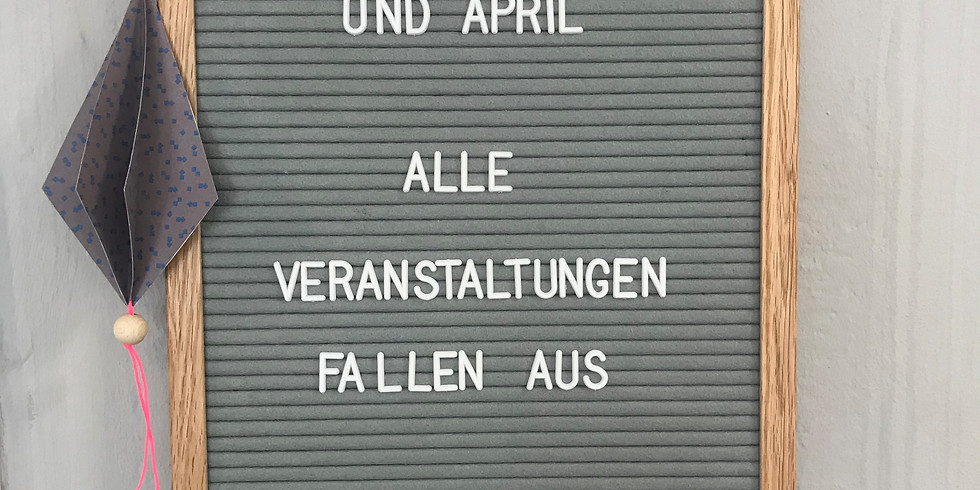 UND APRIL
ALLE
VERANSTALTUNGEN
FALLEN AUS